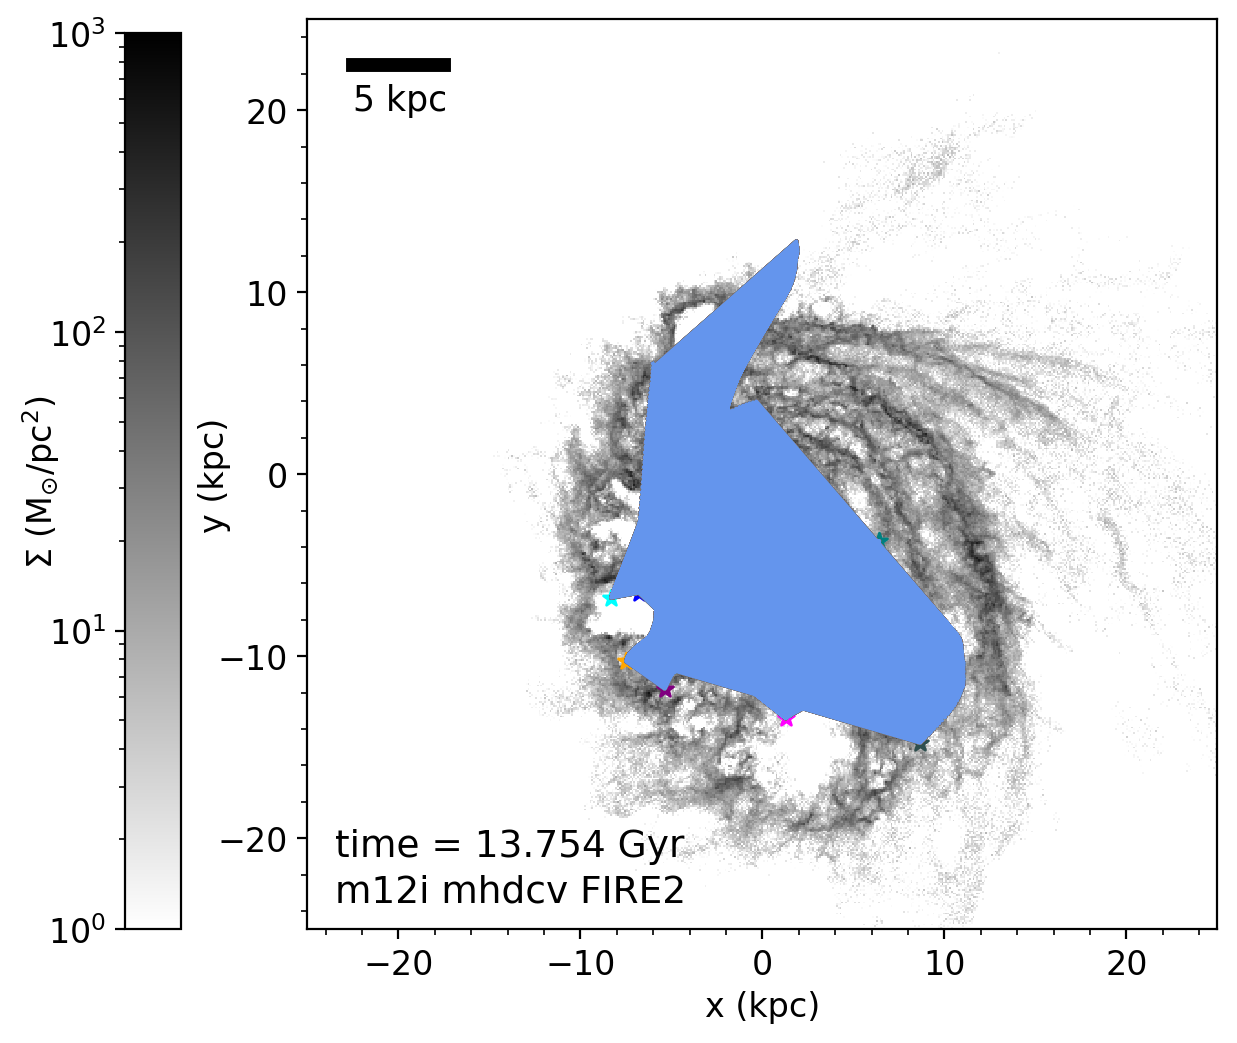 10³
10²
10¹
10⁰
Σ (M☉/pc²)
20
10
0
−10
−20
y (kpc)
5 kpc
time = 13.754 Gyr
m12i mhdcv FIRE2
−20 −10 0 10 20
x (kpc)